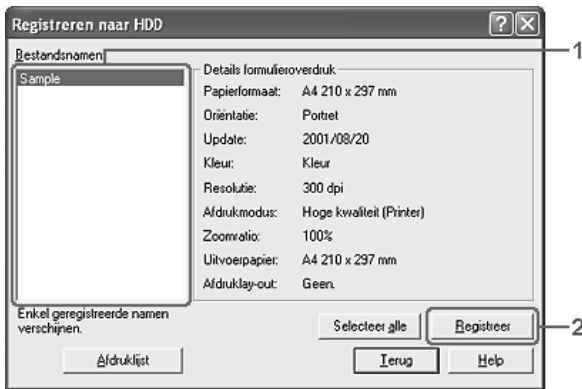 Registreren naar HDD
1
Bestandsnamen
Sample
Details formulieroverdruk
Papierformaat: A4 210 x 297 mm
Oriëntatie: Portret
Update: 2001/08/20
Kleur: Kleur
Resolutie: 300 dpi
Afdrukmodus: Hoge kwaliteit (Printer)
Zoomratio: 100%
Uitvoerpapier: A4 210 x 297 mm
Afdruklay-out: Geen.
Enkel geregistreerde namen
verschijnen.
Selecteer alle
Registreer
2
Afdruklijst
Terug
Help